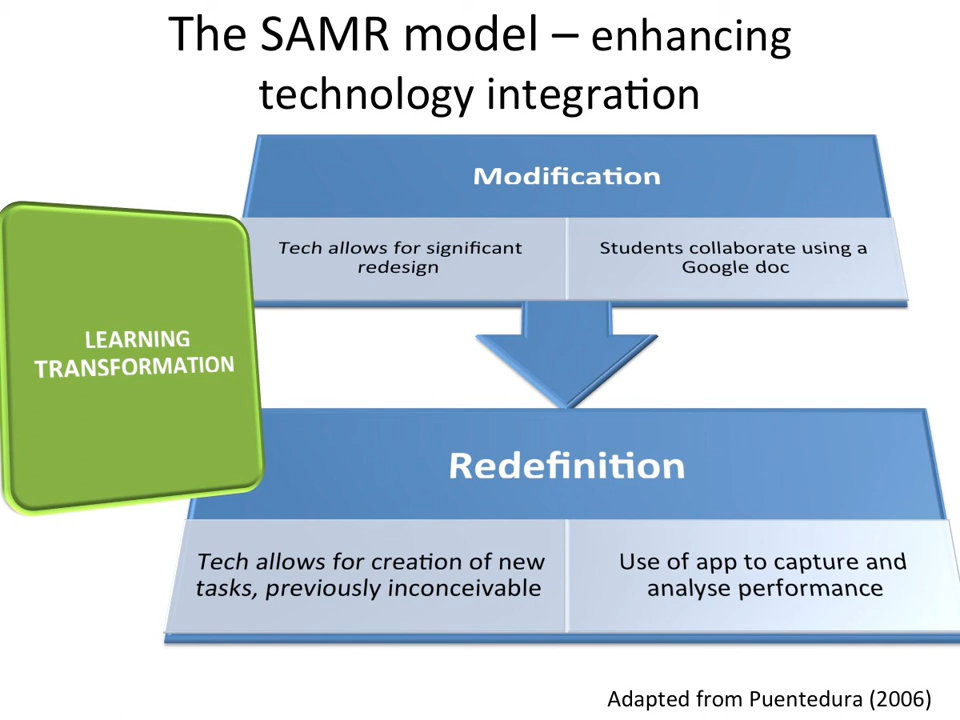 The SAMR model – enhancing
technology integration
Modification
Tech allows for significant
redesign
Students collaborate using a
Google doc
LEARNING
TRANSFORMATION
Redefinition
Tech allows for creation of new
tasks, previously inconceivable
Use of app to capture and
analyse performance
Adapted from Puentedura (2006)